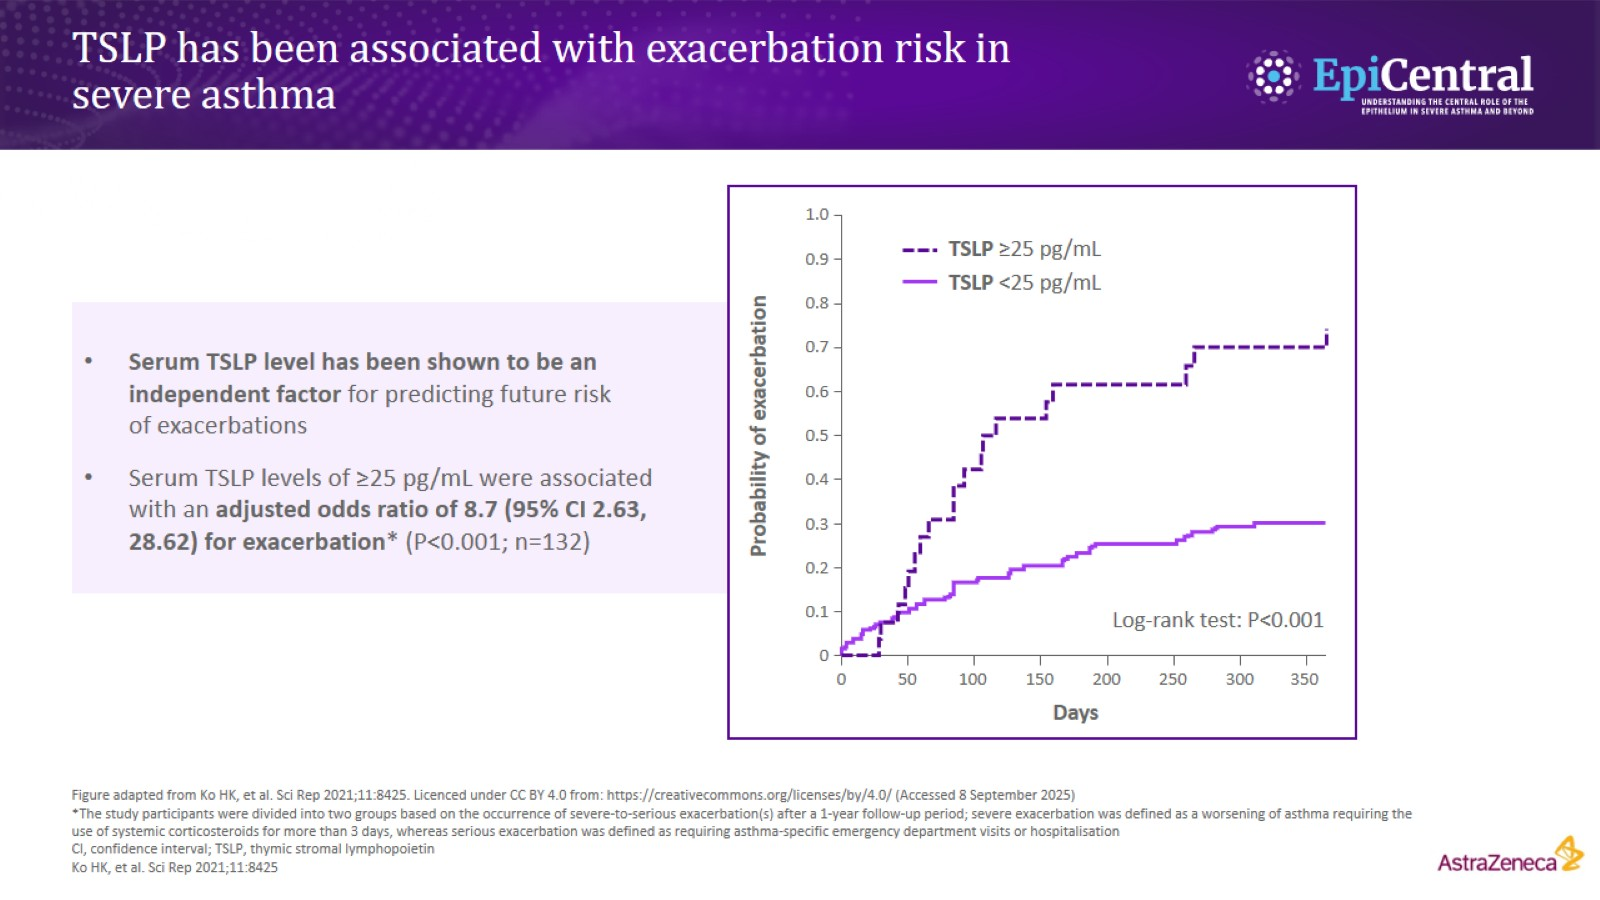 TSLP has been associated with exacerbation risk in
severe asthma
EpiCentral
UNDERSTANDING THE CENTRAL ROLE OF THE
EPITHELIUM IN SEVERE ASTHMA AND BEYOND
• Serum TSLP level has been shown to be an
independent factor for predicting future risk
of exacerbations
• Serum TSLP levels of ≥25 pg/mL were associated
with an adjusted odds ratio of 8.7 (95% CI 2.63,
28.62) for exacerbation* (P<0.001; n=132)
Probability of exacerbation
1.0
0.9
0.8
0.7
0.6
0.5
0.4
0.3
0.2
0.1
0
TSLP ≥25 pg/mL
TSLP <25 pg/mL
Log-rank test: P<0.001
0 50 100 150 200 250 300 350
Days
Figure adapted from Ko HK, et al. Sci Rep 2021;11:8425. Licenced under CC BY 4.0 from: https://creativecommons.org/licenses/by/4.0/ (Accessed 8 September 2025)
*The study participants were divided into two groups based on the occurrence of severe-to-serious exacerbation(s) after a 1-year follow-up period; severe exacerbation was defined as a worsening of asthma requiring the
use of systemic corticosteroids for more than 3 days, whereas serious exacerbation was defined as requiring asthma-specific emergency department visits or hospitalisation
CI, confidence interval; TSLP, thymic stromal lymphopoietin
Ko HK, et al. Sci Rep 2021;11:8425
AstraZeneca